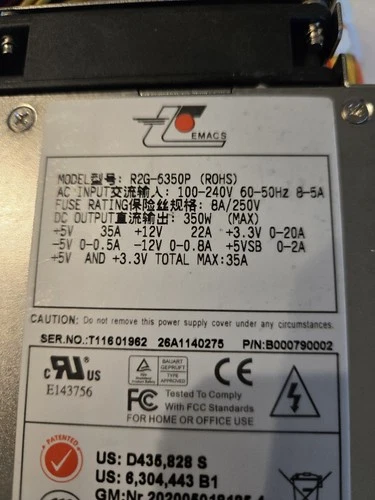 EMACS
MODEL型号: R2G-6350P (ROHS)
AC INPUT交流输入: 100-240V 60-50Hz 8-5A
FUSE RATING保险丝规格: 8A/250V
DC OUTPUT直流输出: 350W (MAX)
+5V 35A +12V 22A +3.3V 0-20A
-5V 0-0.5A -12V 0-0.8A +5VSB 0-2A
+5V AND +3.3V TOTAL MAX:35A
CAUTION: Do not remove this power supply cover under any circumstances.
SER.NO.:T11601962 26A1140275 P/N:B000790002
c RU US
E143756
BAUART
GEPRÜFT
TYPE
APPROVED
CE
FC Tested To Comply
With FCC Standards
FOR HOME OR OFFICE USE
PATENTED
US: D435,828 S
US: 6,304,443 B1